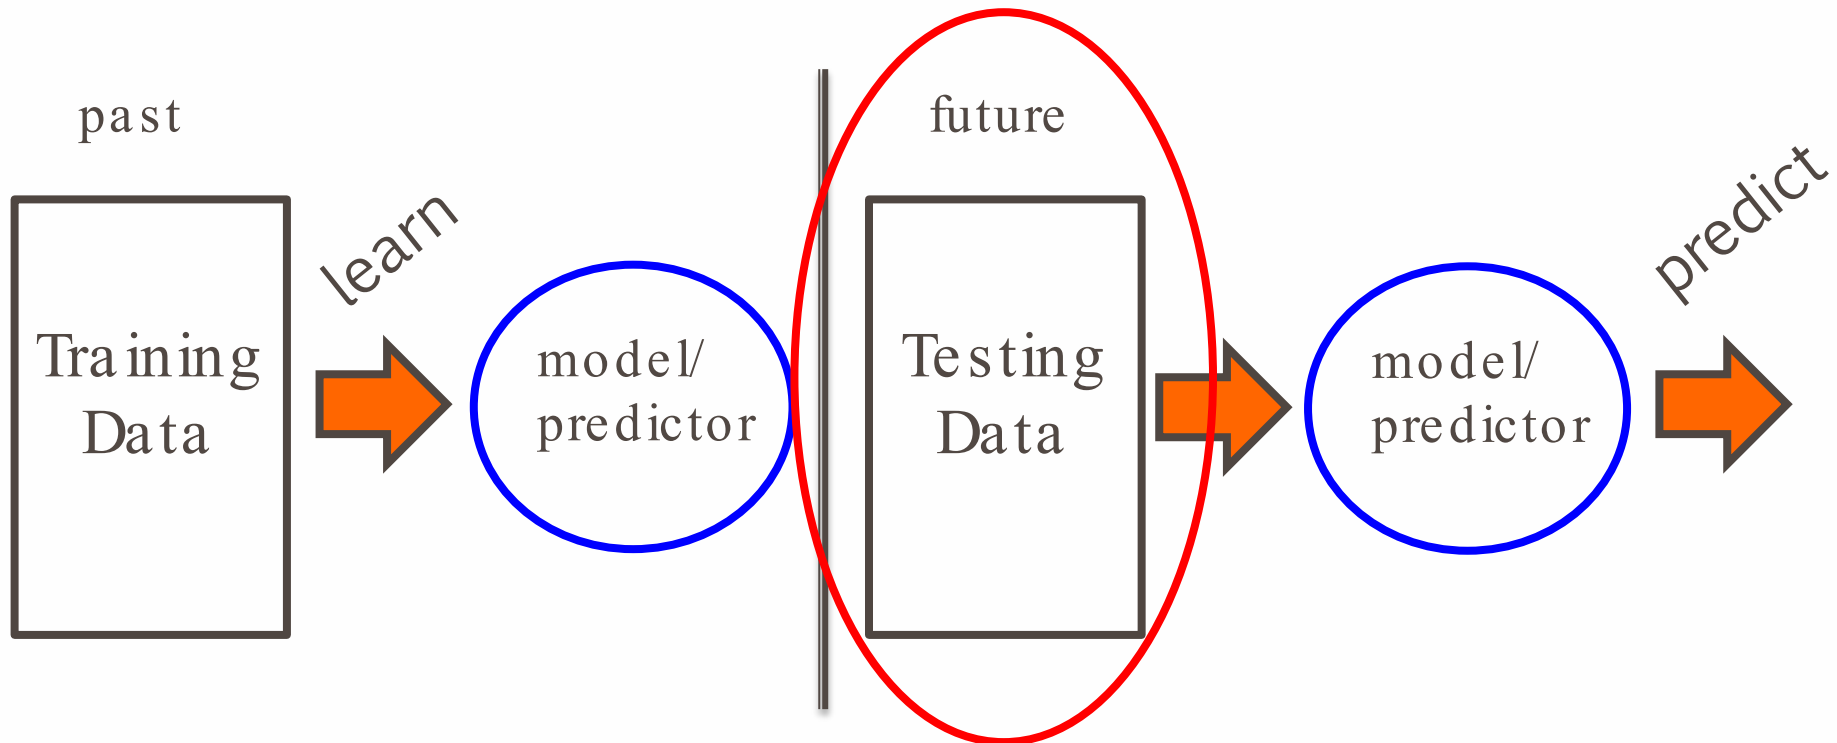 past
future
learn
predict
Training
Data
model/
predictor
Testing
Data
model/
predictor